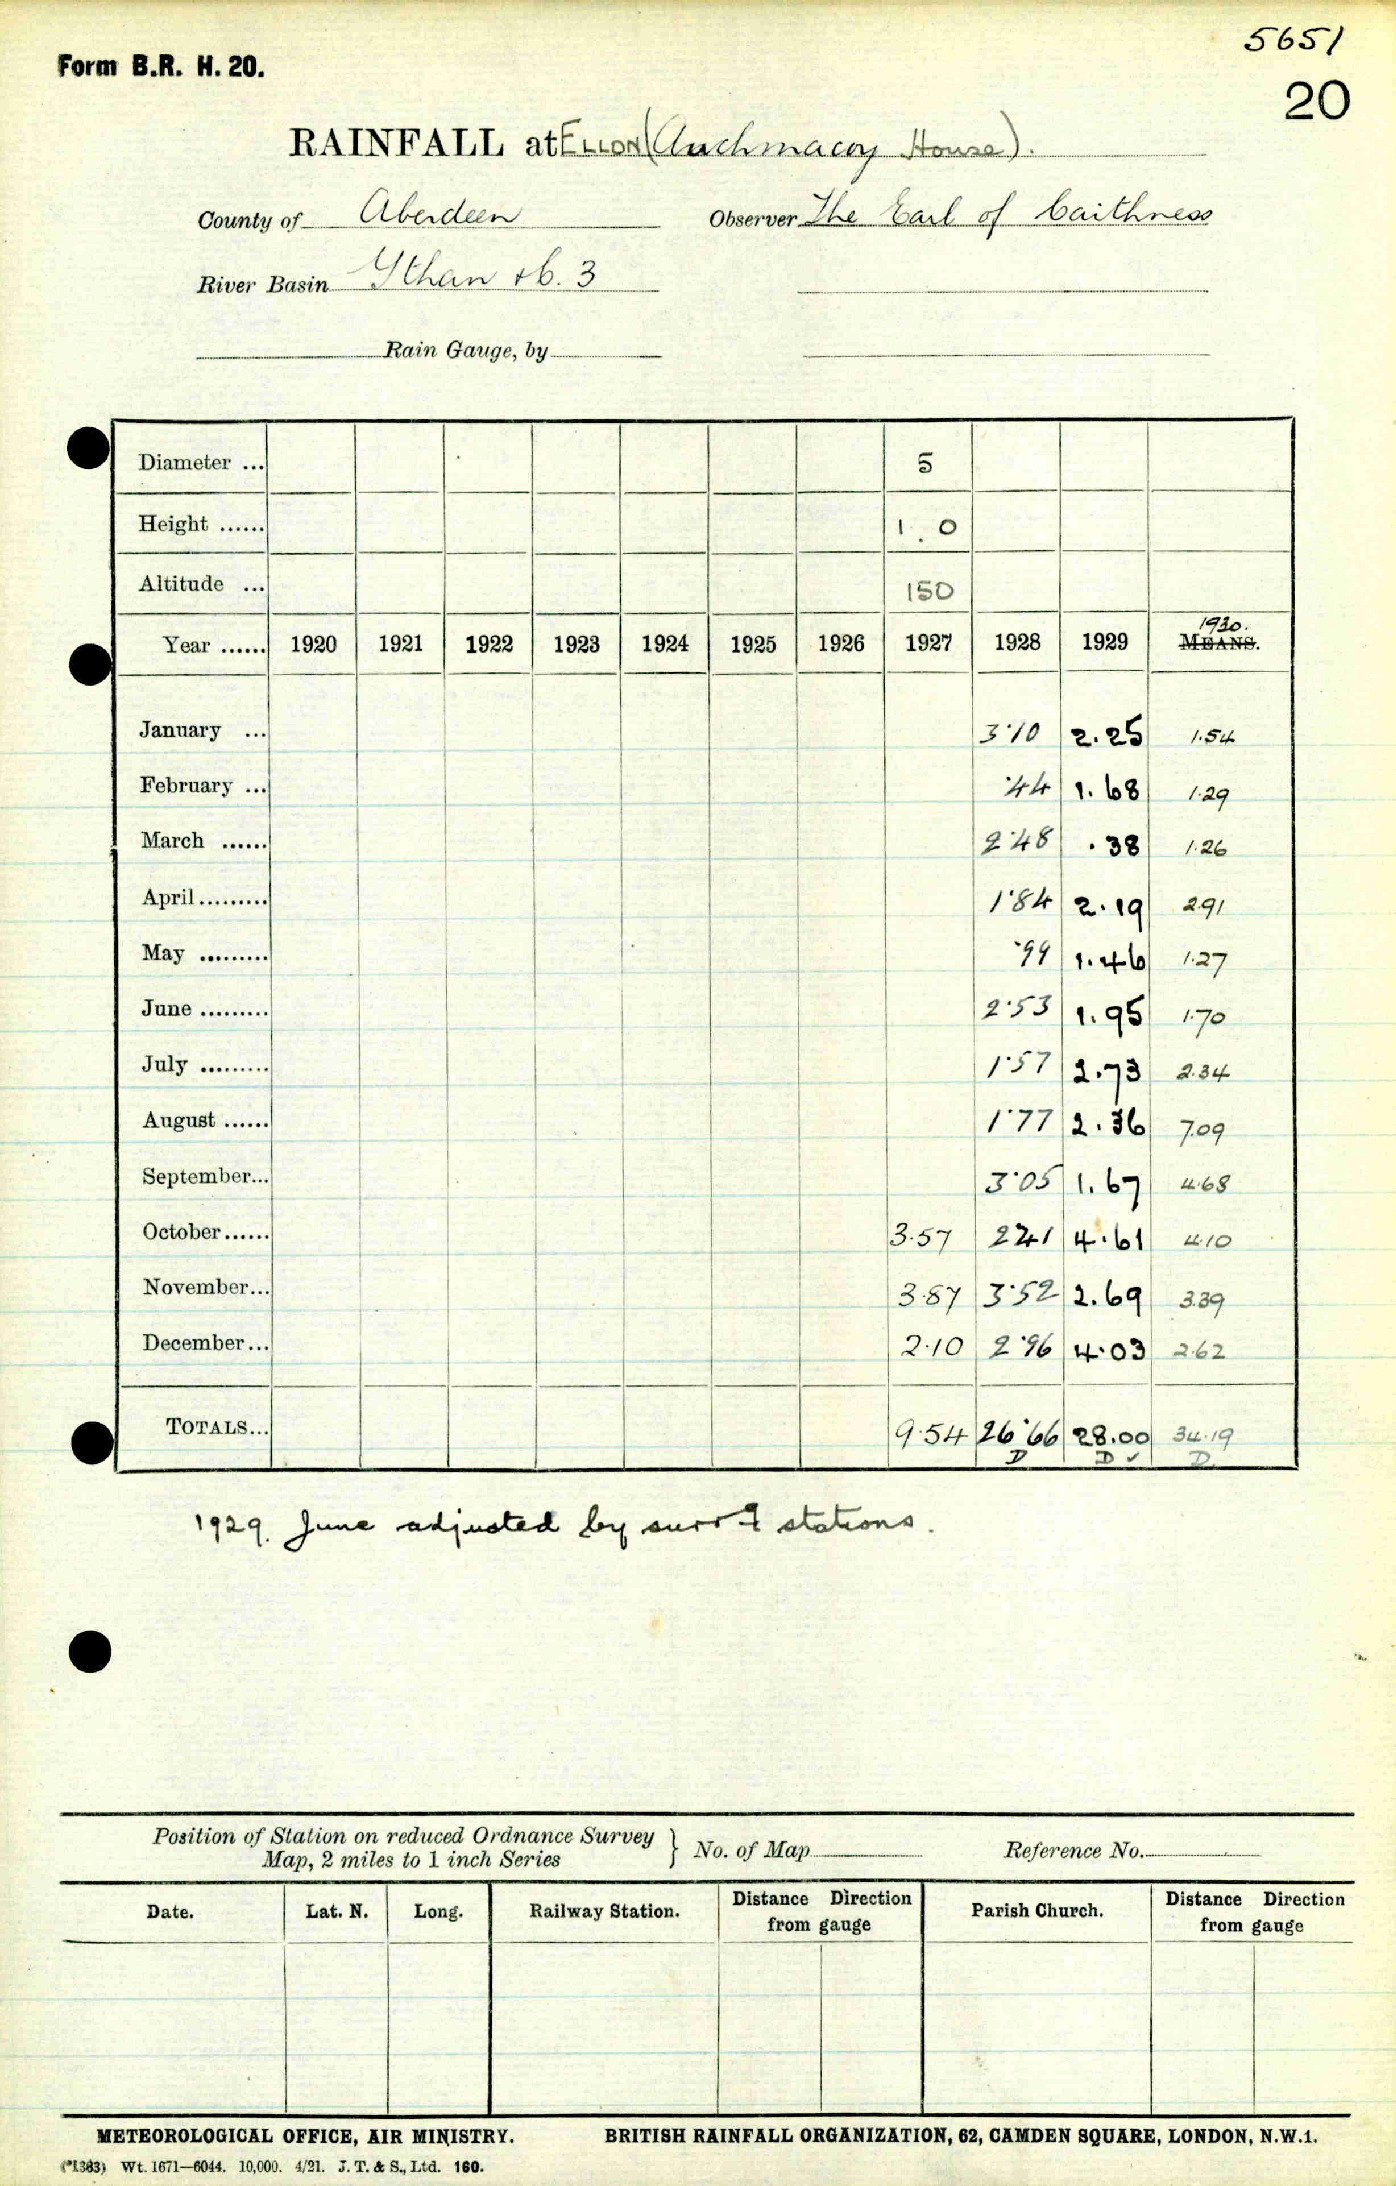 5651
Form B.R. H. 20.
20
RAINFALL at ELLON (Auchmacoy House).
County of Aberdeen Observer The Earl of Caithness
River Basin Ythan &c. 3
Rain Gauge, by
Diameter ... 5
Height ...... 1.0
Altitude ... 150
1930.
Year ...... 1920 1921 1922 1923 1924 1925 1926 1927 1928 1929 MEANS.
January ... 3·10 2.25 1.54
February ... ·44 1.68 1.29
March ...... 2·48 .38 1.26
April ......... 1·84 2.19 2.91
May ......... ·99 1.46 1.27
June ......... 2·53 1.95 1.70
July ......... 1·57 2.73 2.34
August ...... 1·77 2.36 7.09
September... 3·05 1.67 4.68
October ...... 3.57 2.41 4.61 4.10
November... 3.87 3·52 2.69 3.39
December... 2.10 2·96 4.03 2.62
TOTALS... 9.54 26·66 28.00 34.19
D D ✓ D
1929. June adjusted by surr g stations.
Position of Station on reduced Ordnance Survey
Map, 2 miles to 1 inch Series } No. of Map Reference No.
Date. Lat. N. Long. Railway Station. Distance Direction from gauge Parish Church. Distance Direction from gauge
METEOROLOGICAL OFFICE, AIR MINISTRY. BRITISH RAINFALL ORGANIZATION, 62, CAMDEN SQUARE, LONDON, N.W.1.
(*1383) Wt. 1671—6044. 10,000. 4/21. J. T. & S., Ltd. 160.